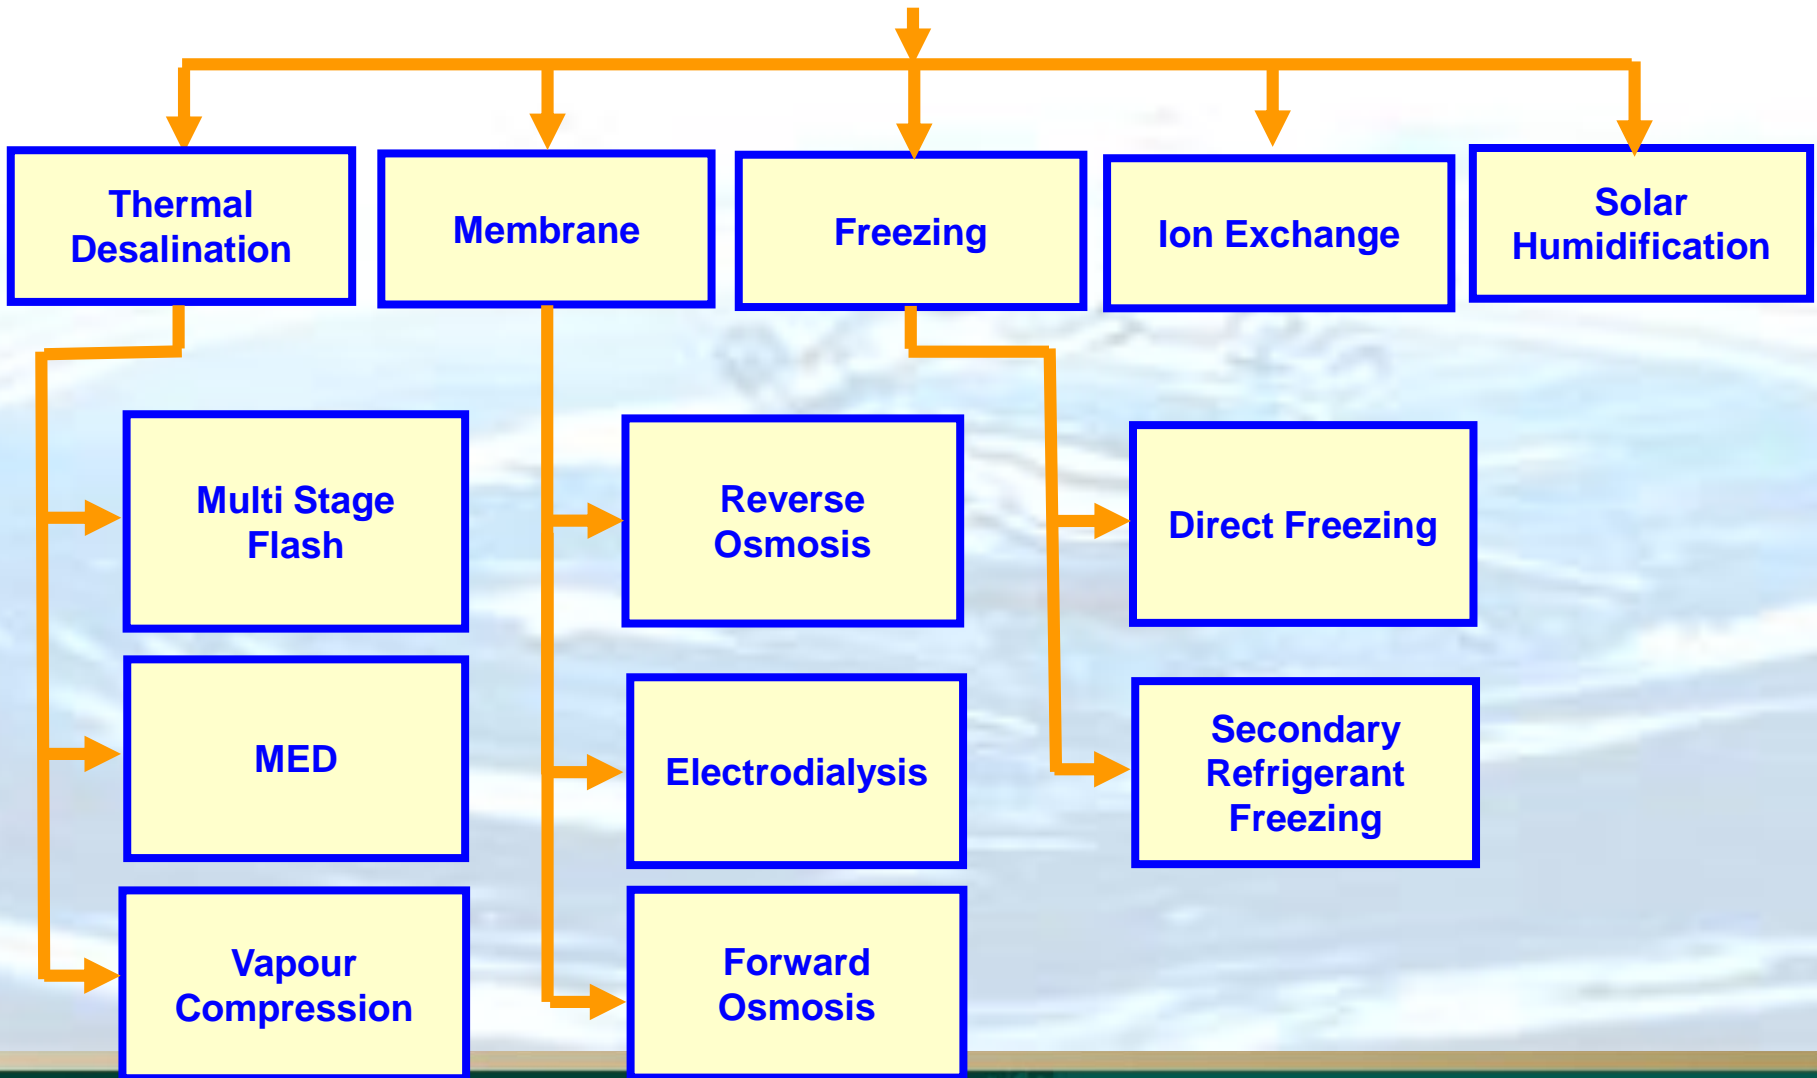 Thermal
Desalination
Membrane
Freezing
Ion Exchange
Solar
Humidification
Multi Stage
Flash
Reverse
Osmosis
Direct Freezing
MED
Electrodialysis
Secondary
Refrigerant
Freezing
Vapour
Compression
Forward
Osmosis